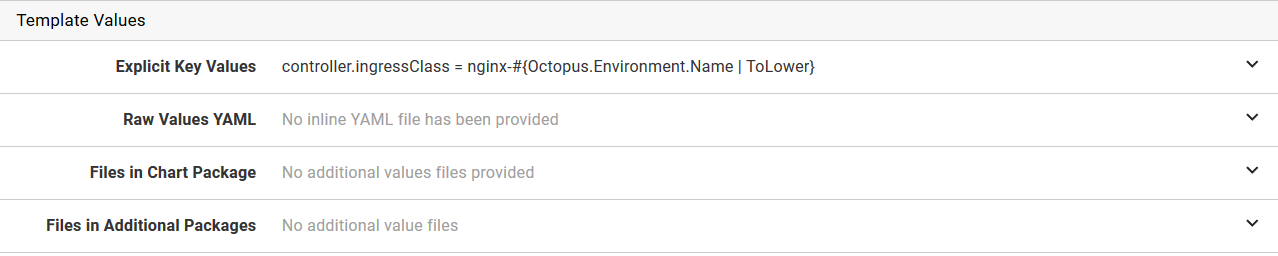 Template Values
Explicit Key Values controller.ingressClass = nginx-#{Octopus.Environment.Name | ToLower}
Raw Values YAML No inline YAML file has been provided
Files in Chart Package No additional values files provided
Files in Additional Packages No additional value files